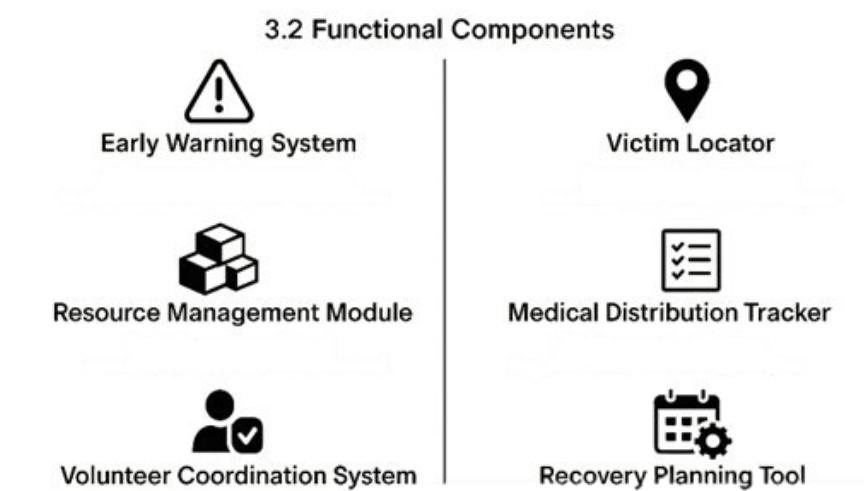 3.2 Functional Components
Early Warning System
Victim Locator
Resource Management Module
Medical Distribution Tracker
Volunteer Coordination System
Recovery Planning Tool